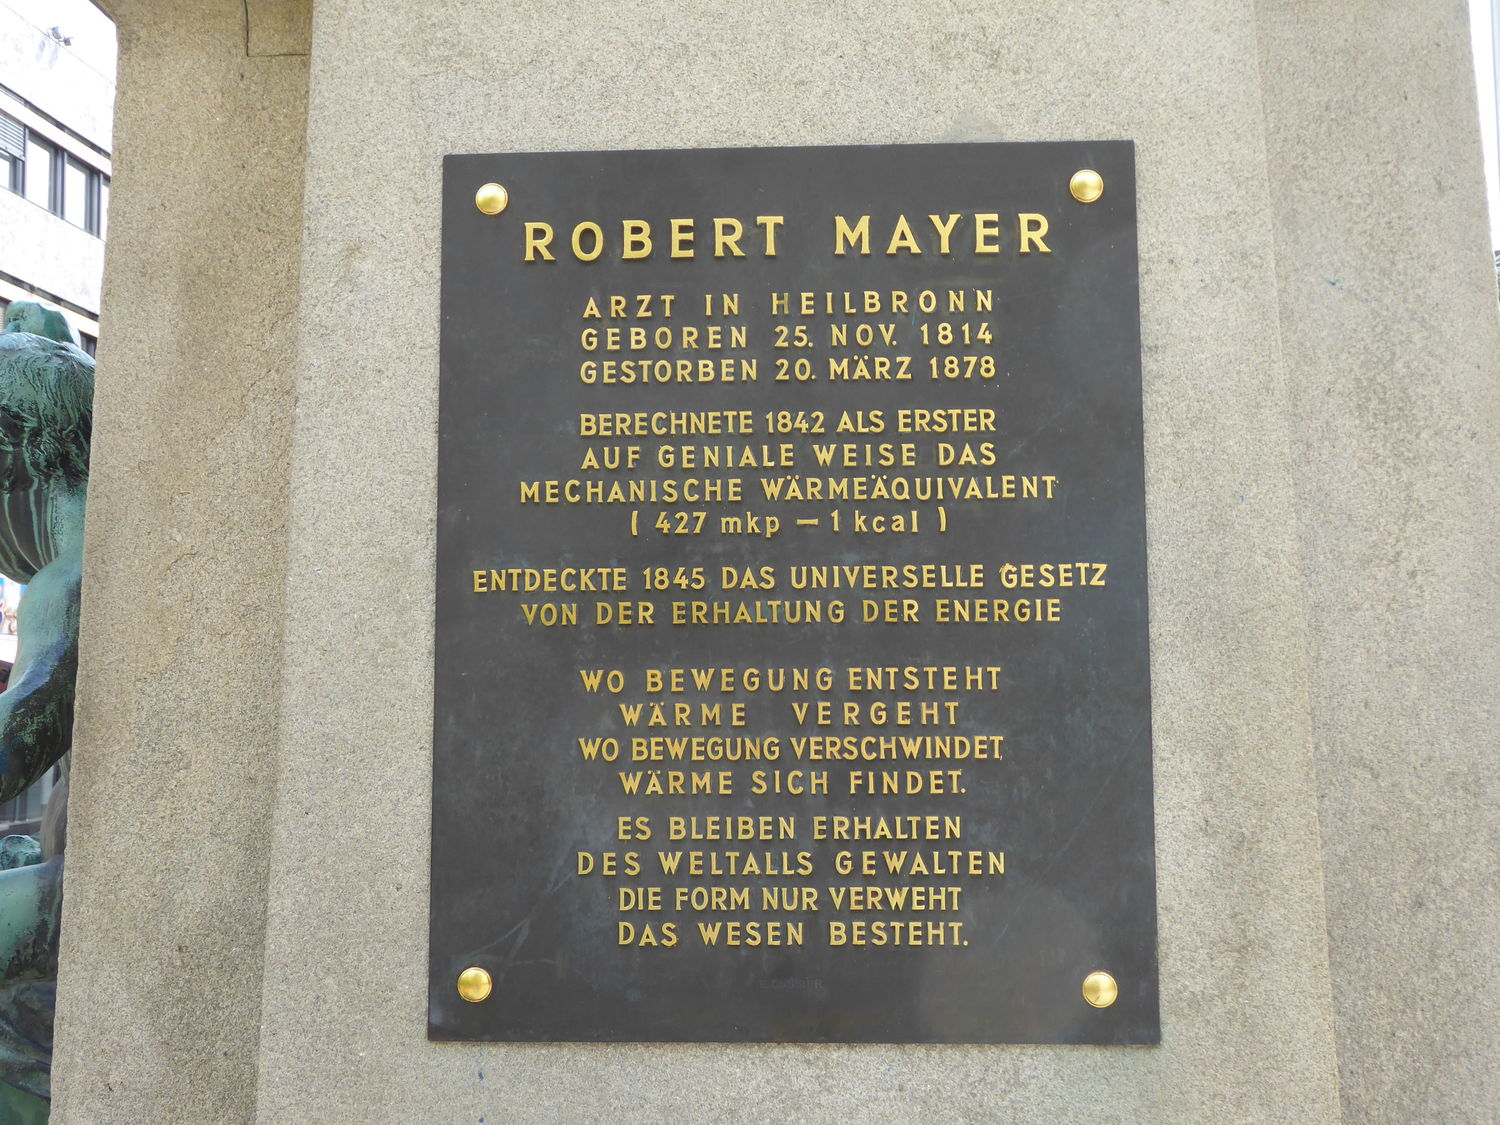 ROBERT MAYER
ARZT IN HEILBRONN
GEBOREN 25. NOV. 1814
GESTORBEN 20. MÄRZ 1878
BERECHNETE 1842 ALS ERSTER
AUF GENIALE WEISE DAS
MECHANISCHE WÄRMEÄQUIVALENT
( 427 mkp – 1 kcal )
ENTDECKTE 1845 DAS UNIVERSELLE GESETZ
VON DER ERHALTUNG DER ENERGIE
WO BEWEGUNG ENTSTEHT
WÄRME VERGEHT
WO BEWEGUNG VERSCHWINDET,
WÄRME SICH FINDET.
ES BLEIBEN ERHALTEN
DES WELTALLS GEWALTEN
DIE FORM NUR VERWEHT
DAS WESEN BESTEHT.